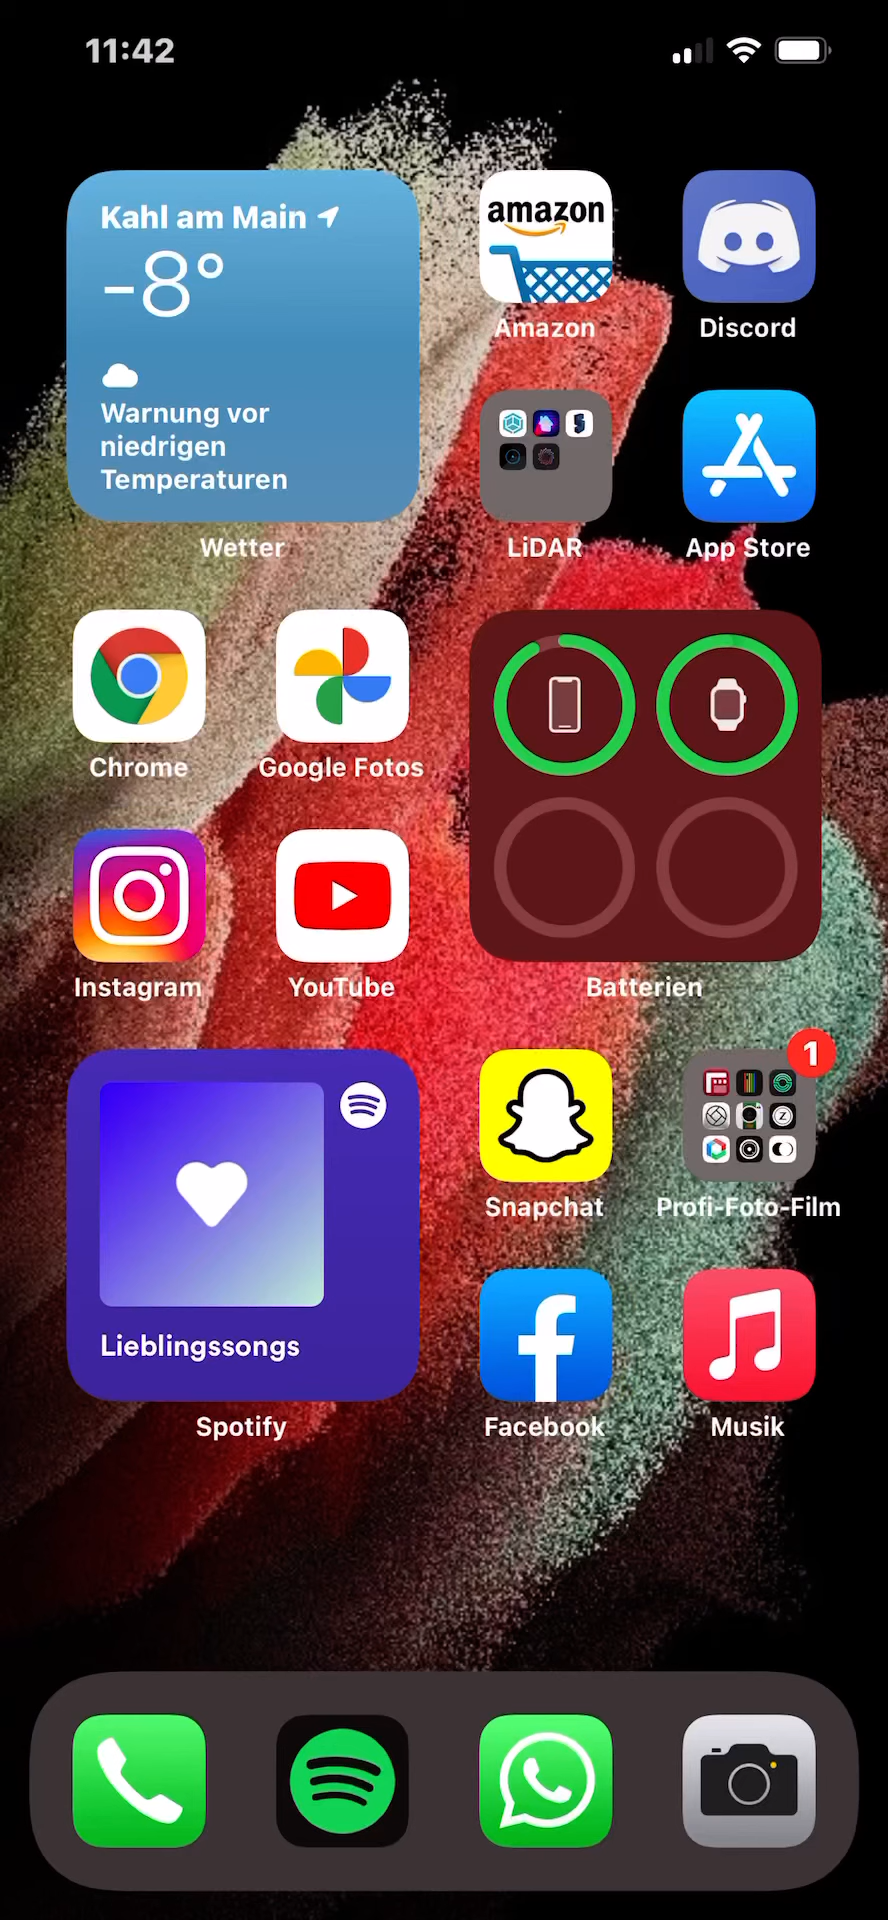 11:42
Kahl am Main
-8°
Warnung vor
niedrigen
Temperaturen
Wetter
amazon
Amazon
Discord
LiDAR
App Store
Chrome
Google Fotos
Instagram
YouTube
Batterien
Lieblingssongs
Spotify
Snapchat
1
Profi-Foto-Film
Facebook
Musik